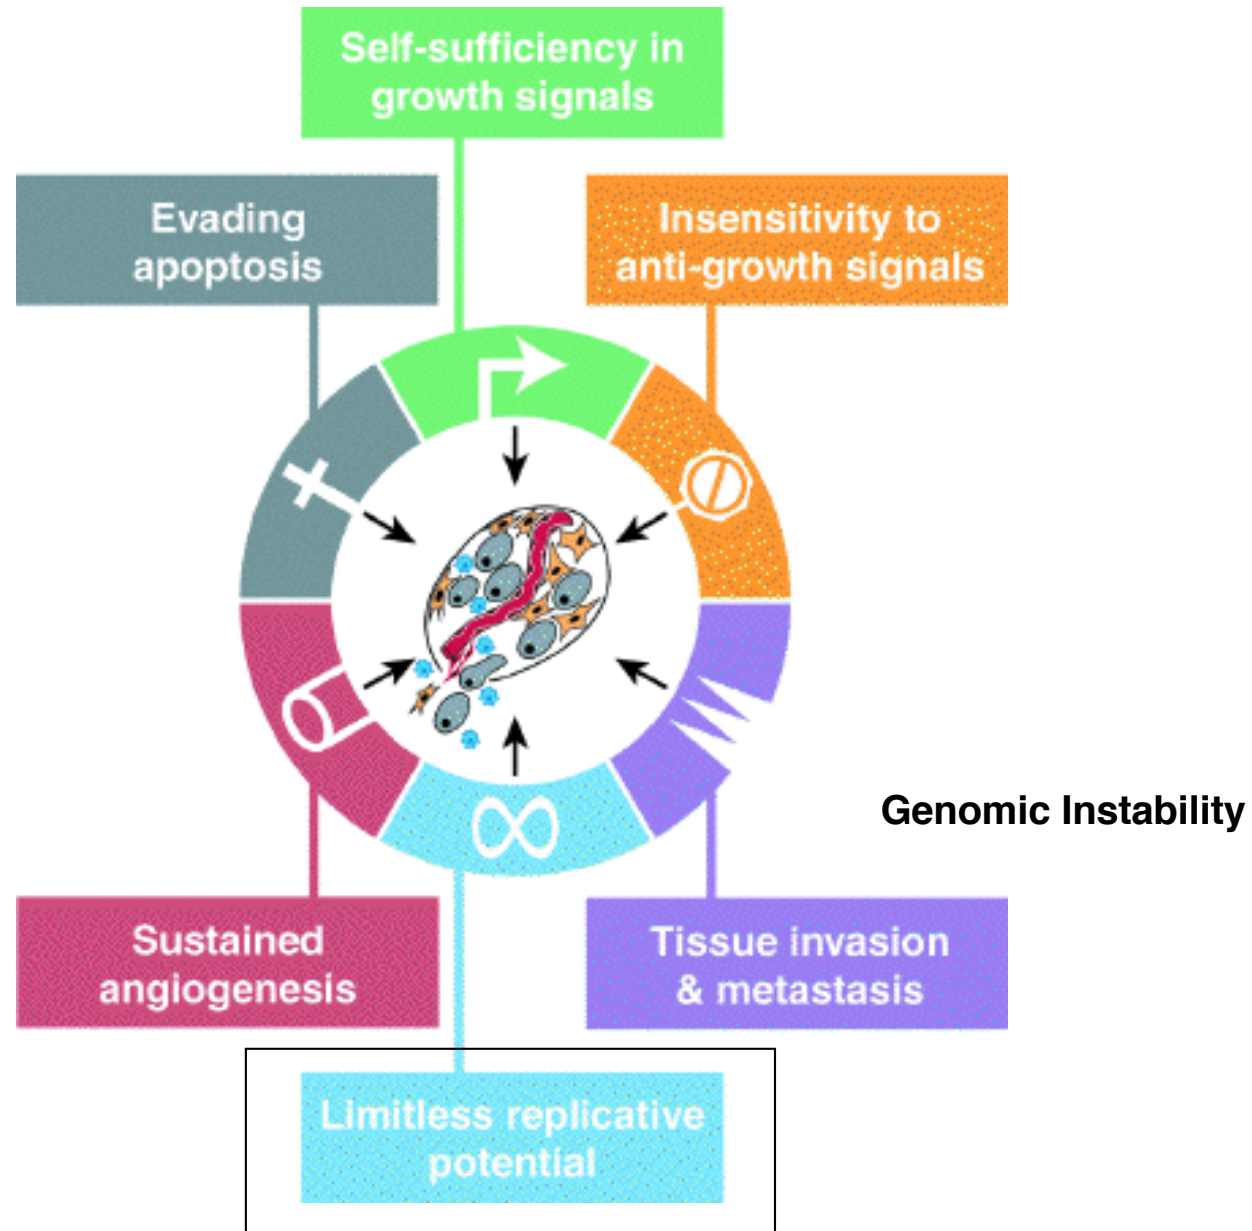 Self-sufficiency in
growth signals
Evading
apoptosis
Insensitivity to
anti-growth signals
Genomic Instability
Sustained
angiogenesis
Tissue invasion
& metastasis
Limitless replicative
potential